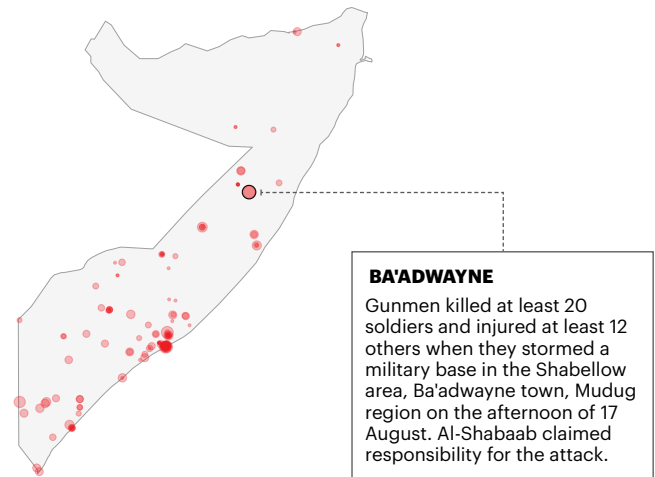 BA'ADWAYNE
Gunmen killed at least 20
soldiers and injured at least 12
others when they stormed a
military base in the Shabellow
area, Ba'adwayne town, Mudug
region on the afternoon of 17
August. Al-Shabaab claimed
responsibility for the attack.